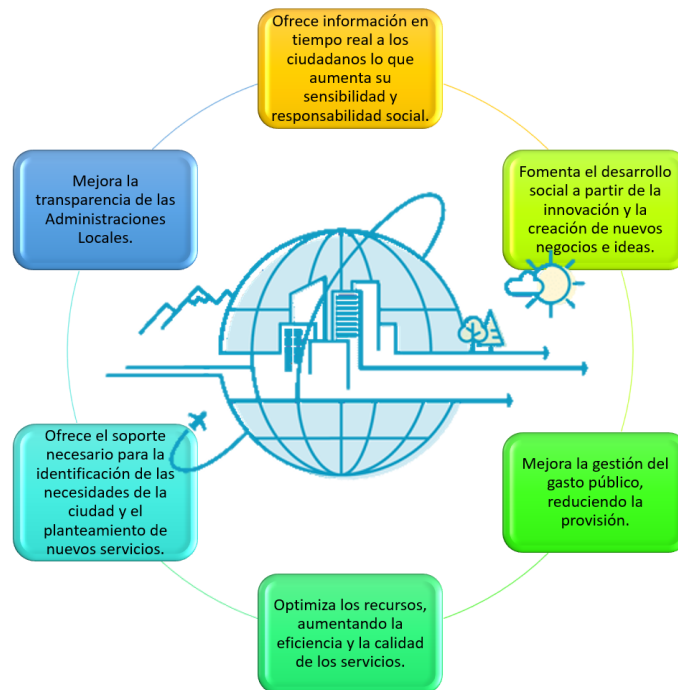 Ofrece información en
tiempo real a los
ciudadanos lo que
aumenta su
sensibilidad y
responsabilidad social.
Fomenta el desarrollo
social a partir de la
innovación y la
creación de nuevos
negocios e ideas.
Mejora la gestión del
gasto público,
reduciendo la
provisión.
Optimiza los recursos,
aumentando la
eficiencia y la calidad
de los servicios.
Ofrece el soporte
necesario para la
identificación de las
necesidades de la
ciudad y el
planteamiento de
nuevos servicios.
Mejora la
transparencia de las
Administraciones
Locales.